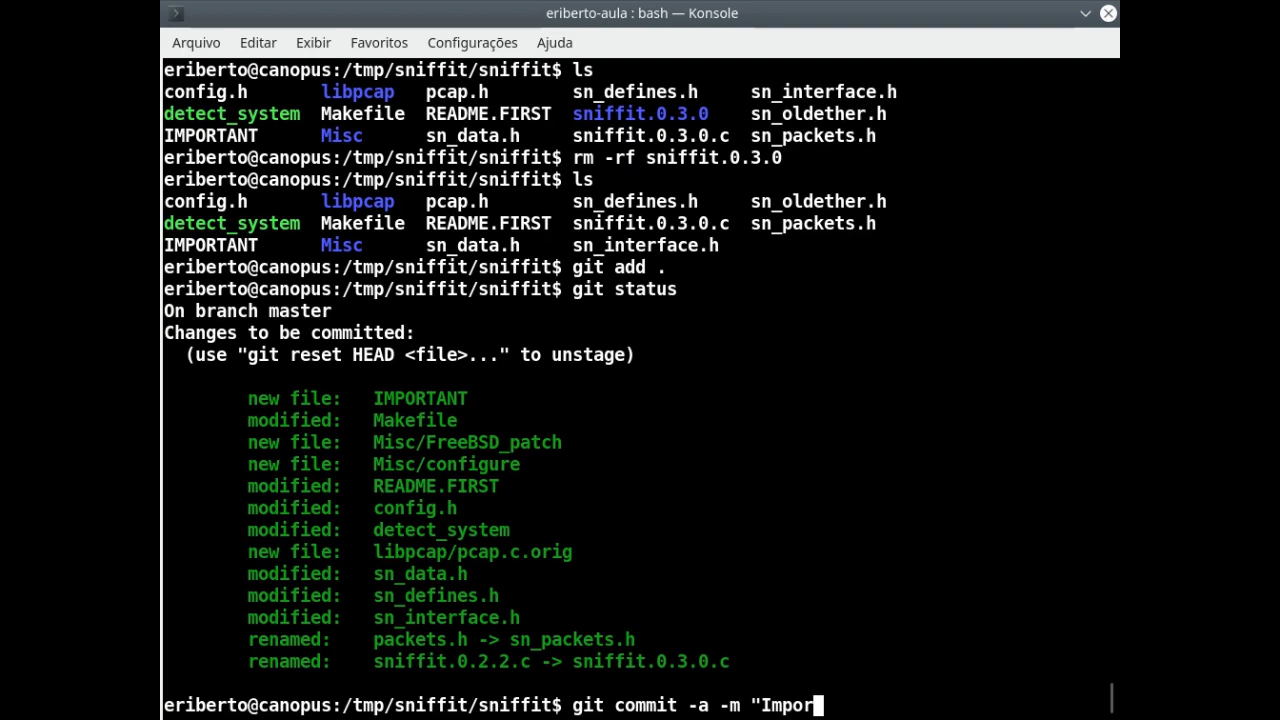 eriberto-aula : bash — Konsole
Arquivo Editar Exibir Favoritos Configurações Ajuda
eriberto@canopus:/tmp/sniffit/sniffit$ ls
config.h libpcap pcap.h sn_defines.h sn_interface.h
detect_system Makefile README.FIRST sniffit.0.3.0 sn_oldether.h
IMPORTANT Misc sn_data.h sniffit.0.3.0.c sn_packets.h
eriberto@canopus:/tmp/sniffit/sniffit$ rm -rf sniffit.0.3.0
eriberto@canopus:/tmp/sniffit/sniffit$ ls
config.h libpcap pcap.h sn_defines.h sn_oldether.h
detect_system Makefile README.FIRST sniffit.0.3.0.c sn_packets.h
IMPORTANT Misc sn_data.h sn_interface.h
eriberto@canopus:/tmp/sniffit/sniffit$ git add .
eriberto@canopus:/tmp/sniffit/sniffit$ git status
On branch master
Changes to be committed:
(use "git reset HEAD <file>..." to unstage)
new file: IMPORTANT
modified: Makefile
new file: Misc/FreeBSD_patch
new file: Misc/configure
modified: README.FIRST
modified: config.h
modified: detect_system
new file: libpcap/pcap.c.orig
modified: sn_data.h
modified: sn_defines.h
modified: sn_interface.h
renamed: packets.h -> sn_packets.h
renamed: sniffit.0.2.2.c -> sniffit.0.3.0.c
eriberto@canopus:/tmp/sniffit/sniffit$ git commit -a -m "Impor